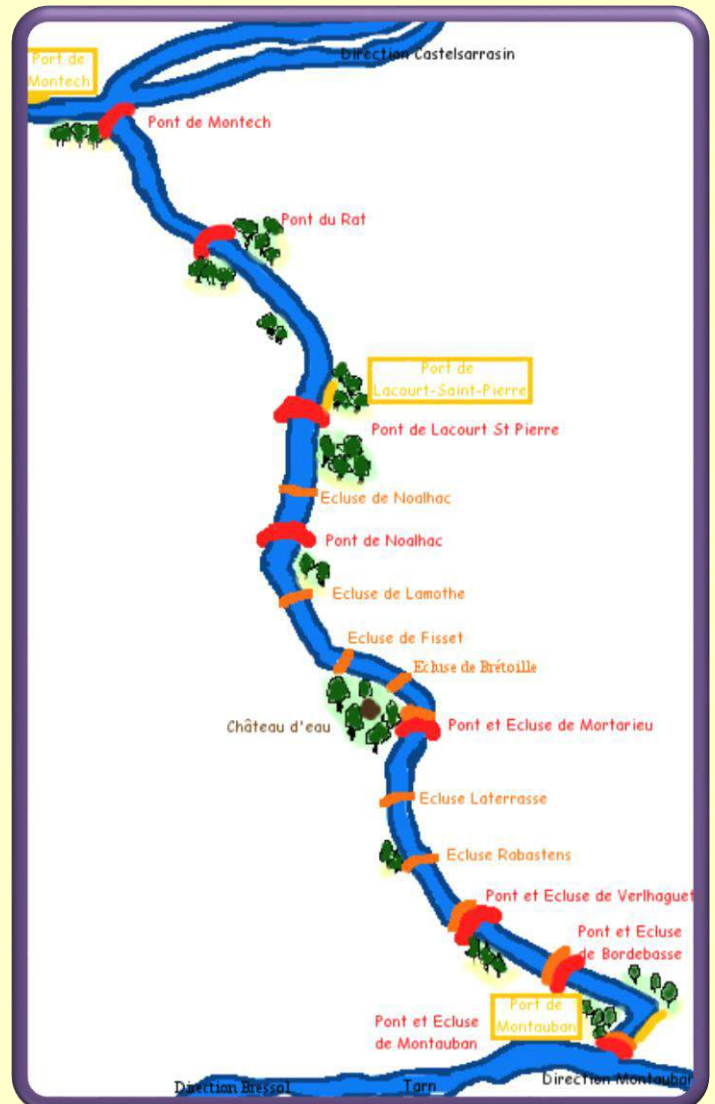 Direction Castelsarrasin
Port de
Montech
Pont de Montech
Pont du Rat
Port de
Lacourt-Saint-Pierre
Pont de Lacourt St Pierre
Ecluse de Noalhac
Pont de Noalhac
Ecluse de Lamothe
Ecluse de Fisset
Ecluse de Brétoille
Château d'eau
Pont et Ecluse de Mortarieu
Ecluse Laterrasse
Ecluse Rabastens
Pont et Ecluse de Verlhaguet
Pont et Ecluse
de Bordebasse
Port de
Montauban
Pont et Ecluse
de Montauban
Direction Montauban
Direction Bressol
Tarn